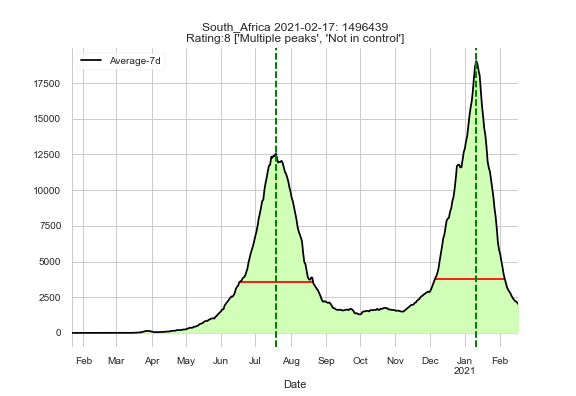 South_Africa 2021-02-17: 1496439
Rating:8 ['Multiple peaks', 'Not in control']
Average-7d
17500
15000
12500
10000
7500
5000
2500
0
Feb Mar Apr May Jun Jul Aug Sep Oct Nov Dec Jan Feb
2021
Date